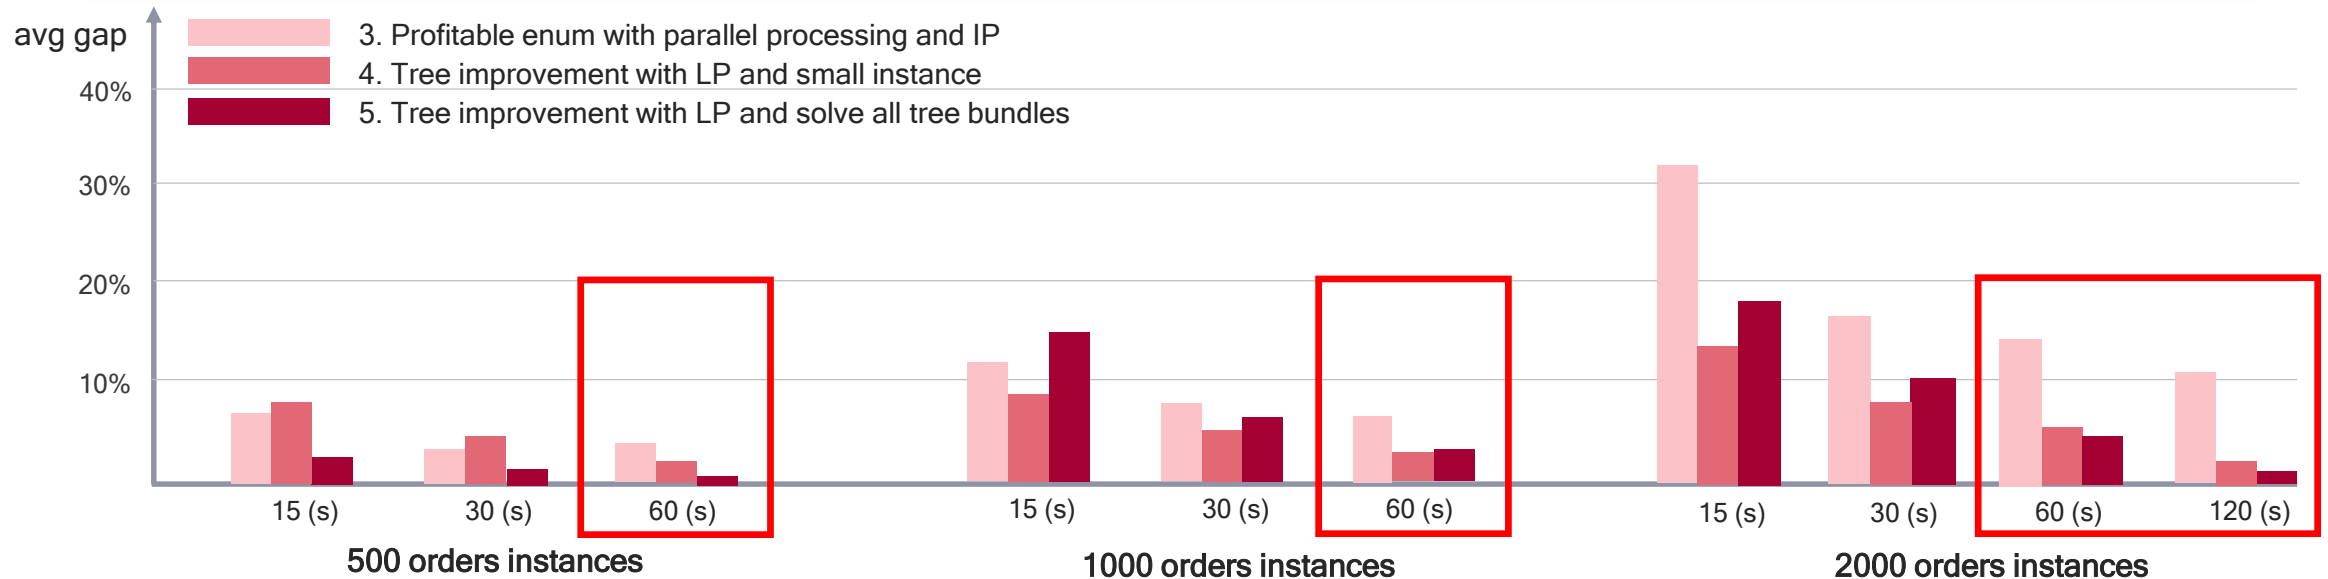 avg gap
3. Profitable enum with parallel processing and IP
4. Tree improvement with LP and small instance
5. Tree improvement with LP and solve all tree bundles
40%
30%
20%
10%
15 (s) 30 (s) 60 (s) 15 (s) 30 (s) 60 (s) 15 (s) 30 (s) 60 (s) 120 (s)
500 orders instances 1000 orders instances 2000 orders instances